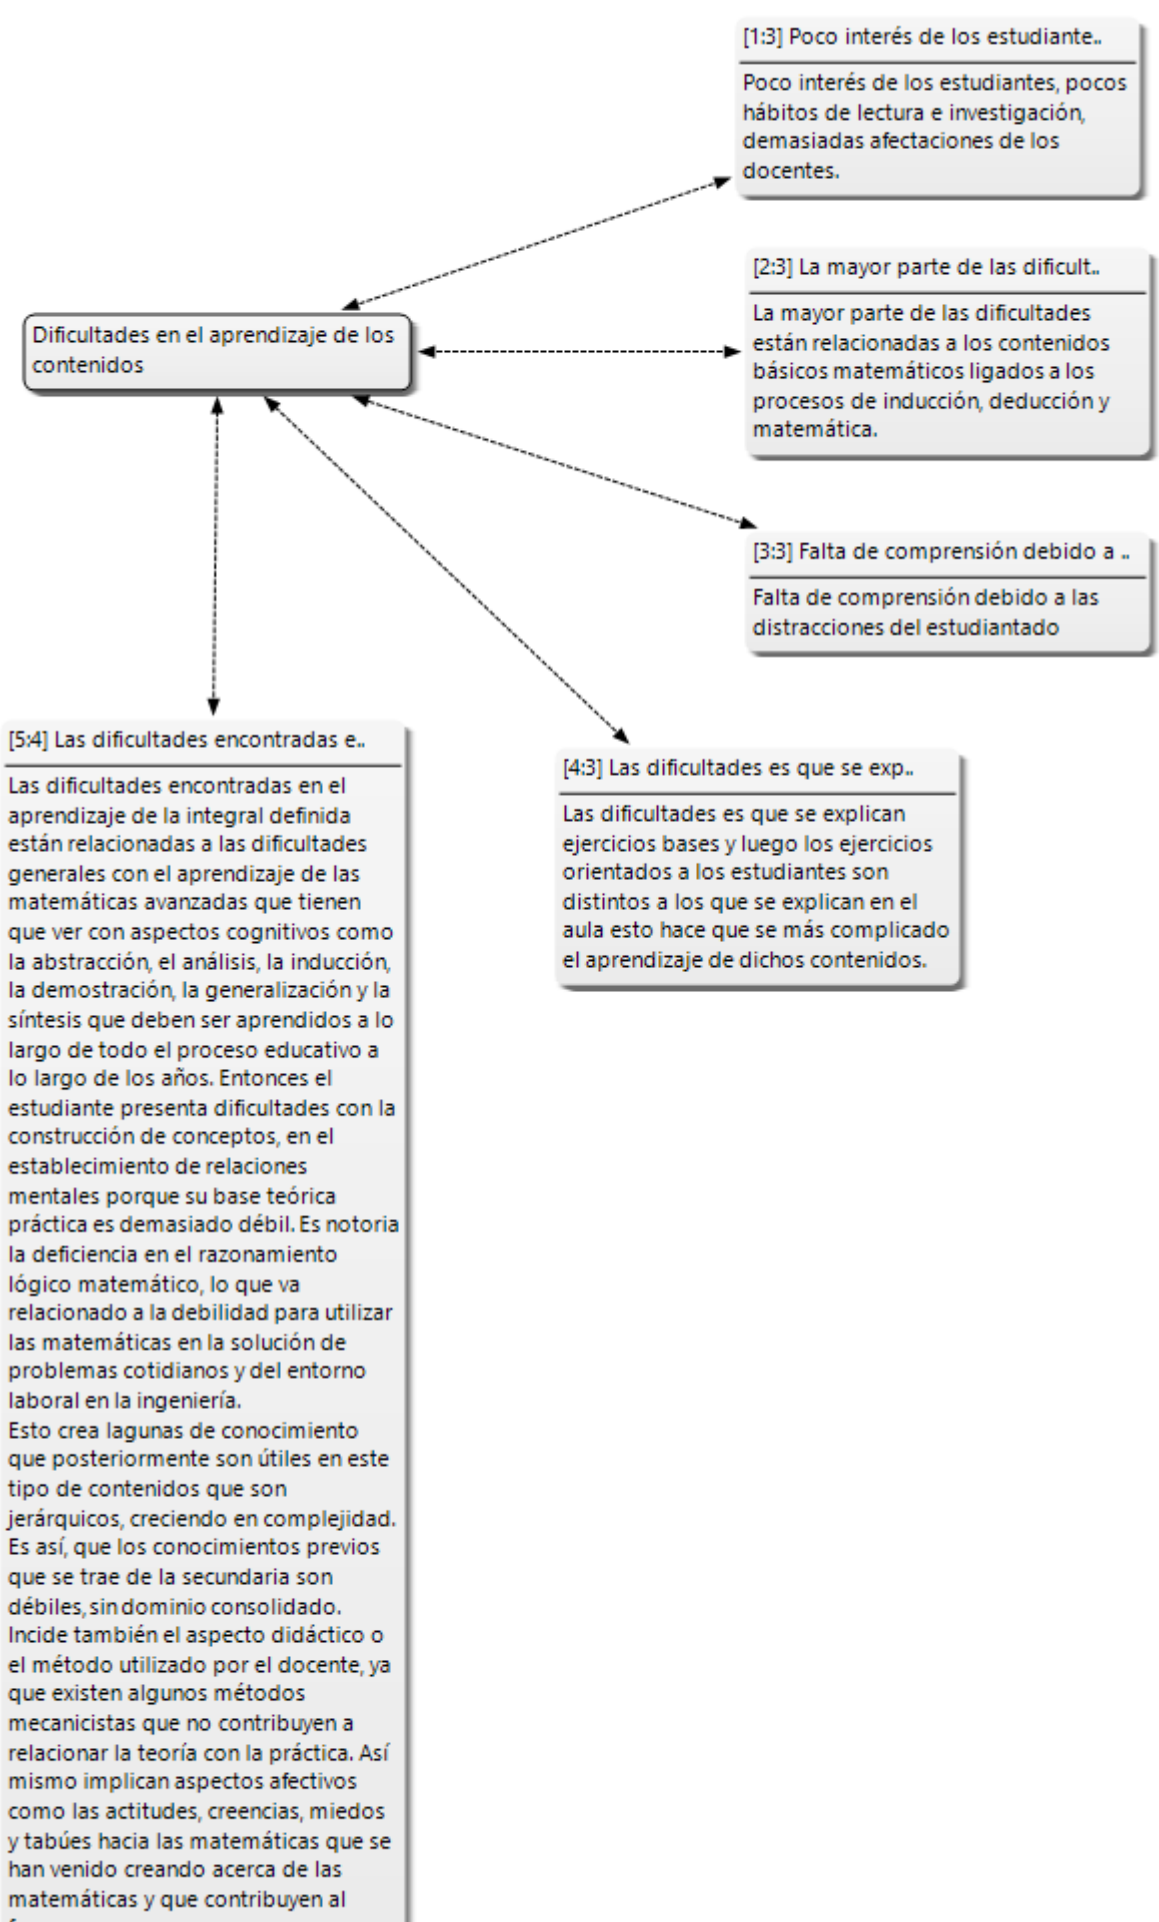 [1:3] Poco interés de los estudiante..
Poco interés de los estudiantes, pocos
hábitos de lectura e investigación,
demasiadas afectaciones de los
docentes.
[2:3] La mayor parte de las dificult..
La mayor parte de las dificultades
están relacionadas a los contenidos
básicos matemáticos ligados a los
procesos de inducción, deducción y
matemática.
Dificultades en el aprendizaje de los
contenidos
[3:3] Falta de comprensión debido a ..
Falta de comprensión debido a las
distracciones del estudiantado
[5:4] Las dificultades encontradas e..
Las dificultades encontradas en el
aprendizaje de la integral definida
están relacionadas a las dificultades
generales con el aprendizaje de las
matemáticas avanzadas que tienen
que ver con aspectos cognitivos como
la abstracción, el análisis, la inducción,
la demostración, la generalización y la
síntesis que deben ser aprendidos a lo
largo de todo el proceso educativo a
lo largo de los años. Entonces el
estudiante presenta dificultades con la
construcción de conceptos, en el
establecimiento de relaciones
mentales porque su base teórica
práctica es demasiado débil. Es notoria
la deficiencia en el razonamiento
lógico matemático, lo que va
relacionado a la debilidad para utilizar
las matemáticas en la solución de
problemas cotidianos y del entorno
laboral en la ingeniería.
Esto crea lagunas de conocimiento
que posteriormente son útiles en este
tipo de contenidos que son
jerárquicos, creciendo en complejidad.
Es así, que los conocimientos previos
que se trae de la secundaria son
débiles, sin dominio consolidado.
Incide también el aspecto didáctico o
el método utilizado por el docente, ya
que existen algunos métodos
mecanicistas que no contribuyen a
relacionar la teoría con la práctica. Así
mismo implican aspectos afectivos
como las actitudes, creencias, miedos
y tabúes hacia las matemáticas que se
han venido creando acerca de las
matemáticas y que contribuyen al
[4:3] Las dificultades es que se exp..
Las dificultades es que se explican
ejercicios bases y luego los ejercicios
orientados a los estudiantes son
distintos a los que se explican en el
aula esto hace que se más complicado
el aprendizaje de dichos contenidos.